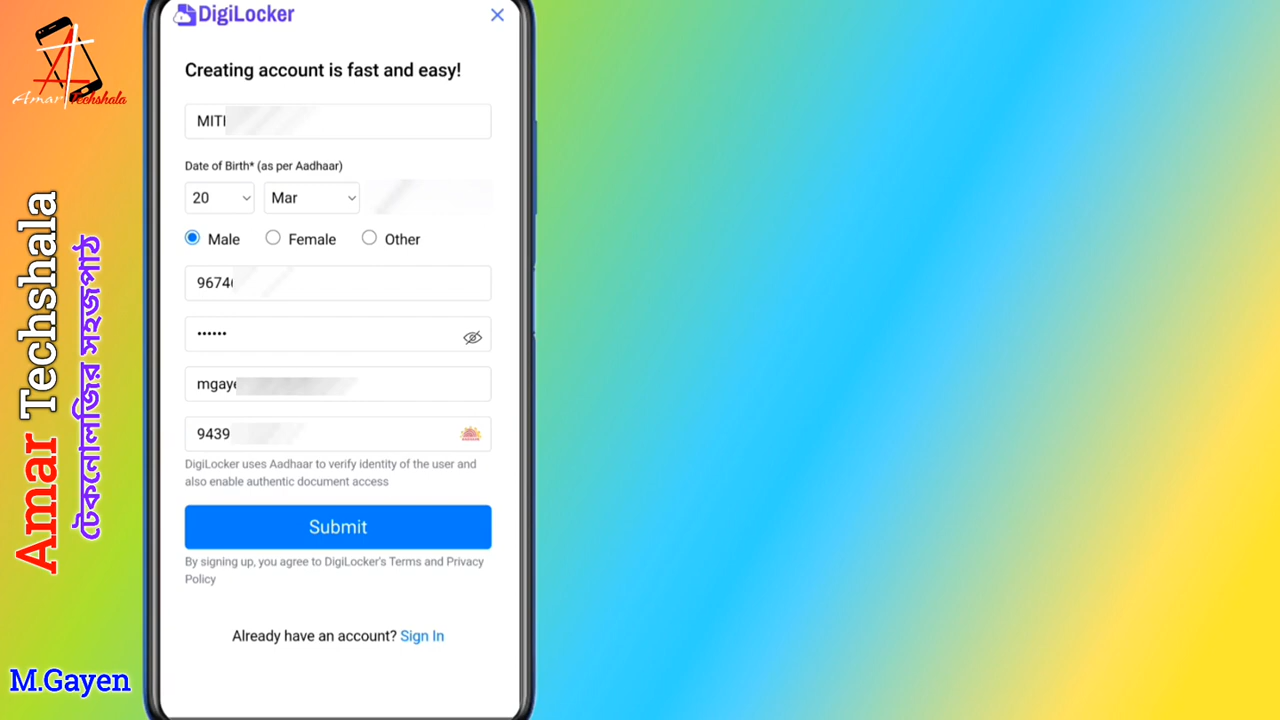 Amar Techshala
Amar Techshala
টেকনোলজির সহজপাঠ
M.Gayen
DigiLocker
Creating account is fast and easy!
MITI
Date of Birth* (as per Aadhaar)
20 Mar
Male Female Other
9674
••••••
mgaye
9439
DigiLocker uses Aadhaar to verify identity of the user and
also enable authentic document access
Submit
By signing up, you agree to DigiLocker's Terms and Privacy
Policy
Already have an account? Sign In